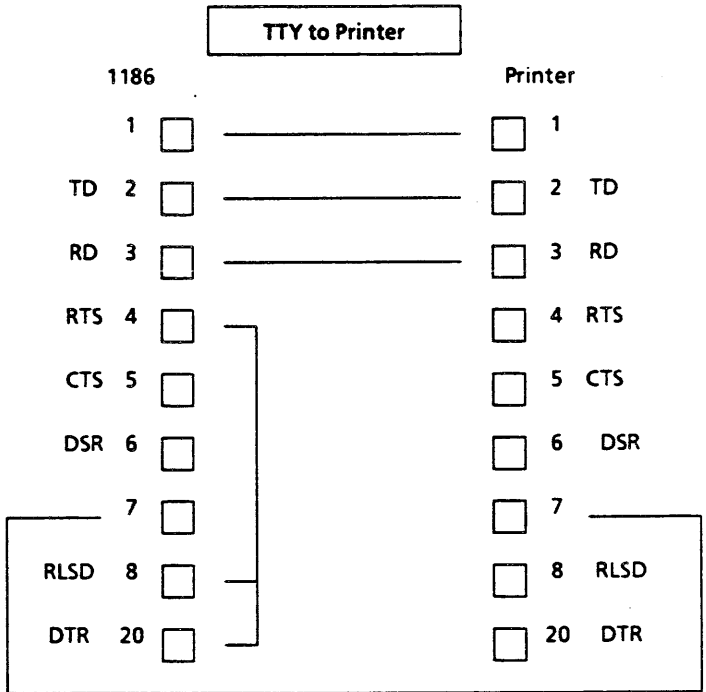 TTY to Printer
1186 Printer
1 1
TD 2 2 TD
RD 3 3 RD
RTS 4 4 RTS
CTS 5 5 CTS
DSR 6 6 DSR
7 7
RLSD 8 8 RLSD
DTR 20 20 DTR